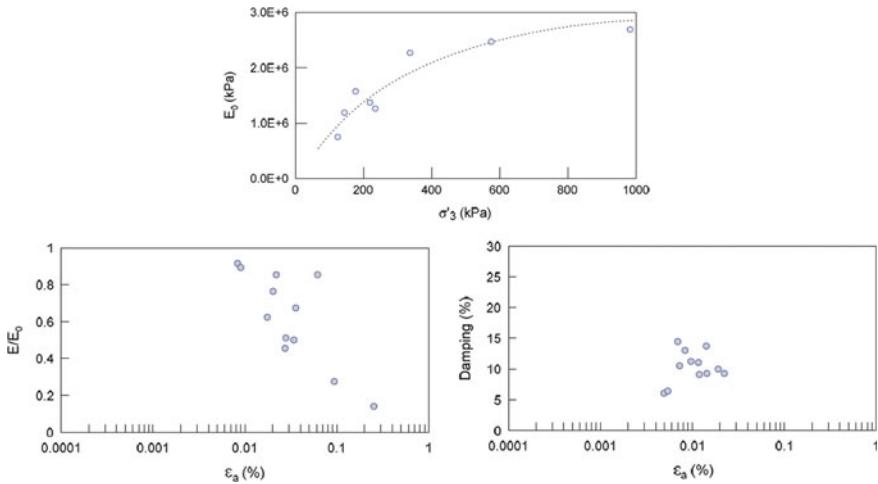 3.0E+6
2.0E+6
1.0E+6
0.0E+0
E₀ (kPa)
0 200 400 600 800 1000
σ'₃ (kPa)
1
0.8
0.6
0.4
0.2
0
E/E₀
0.0001 0.001 0.01 0.1 1
εₐ (%)
30
25
20
15
10
5
0
Damping (%)
0.0001 0.001 0.01 0.1 1
εₐ (%)